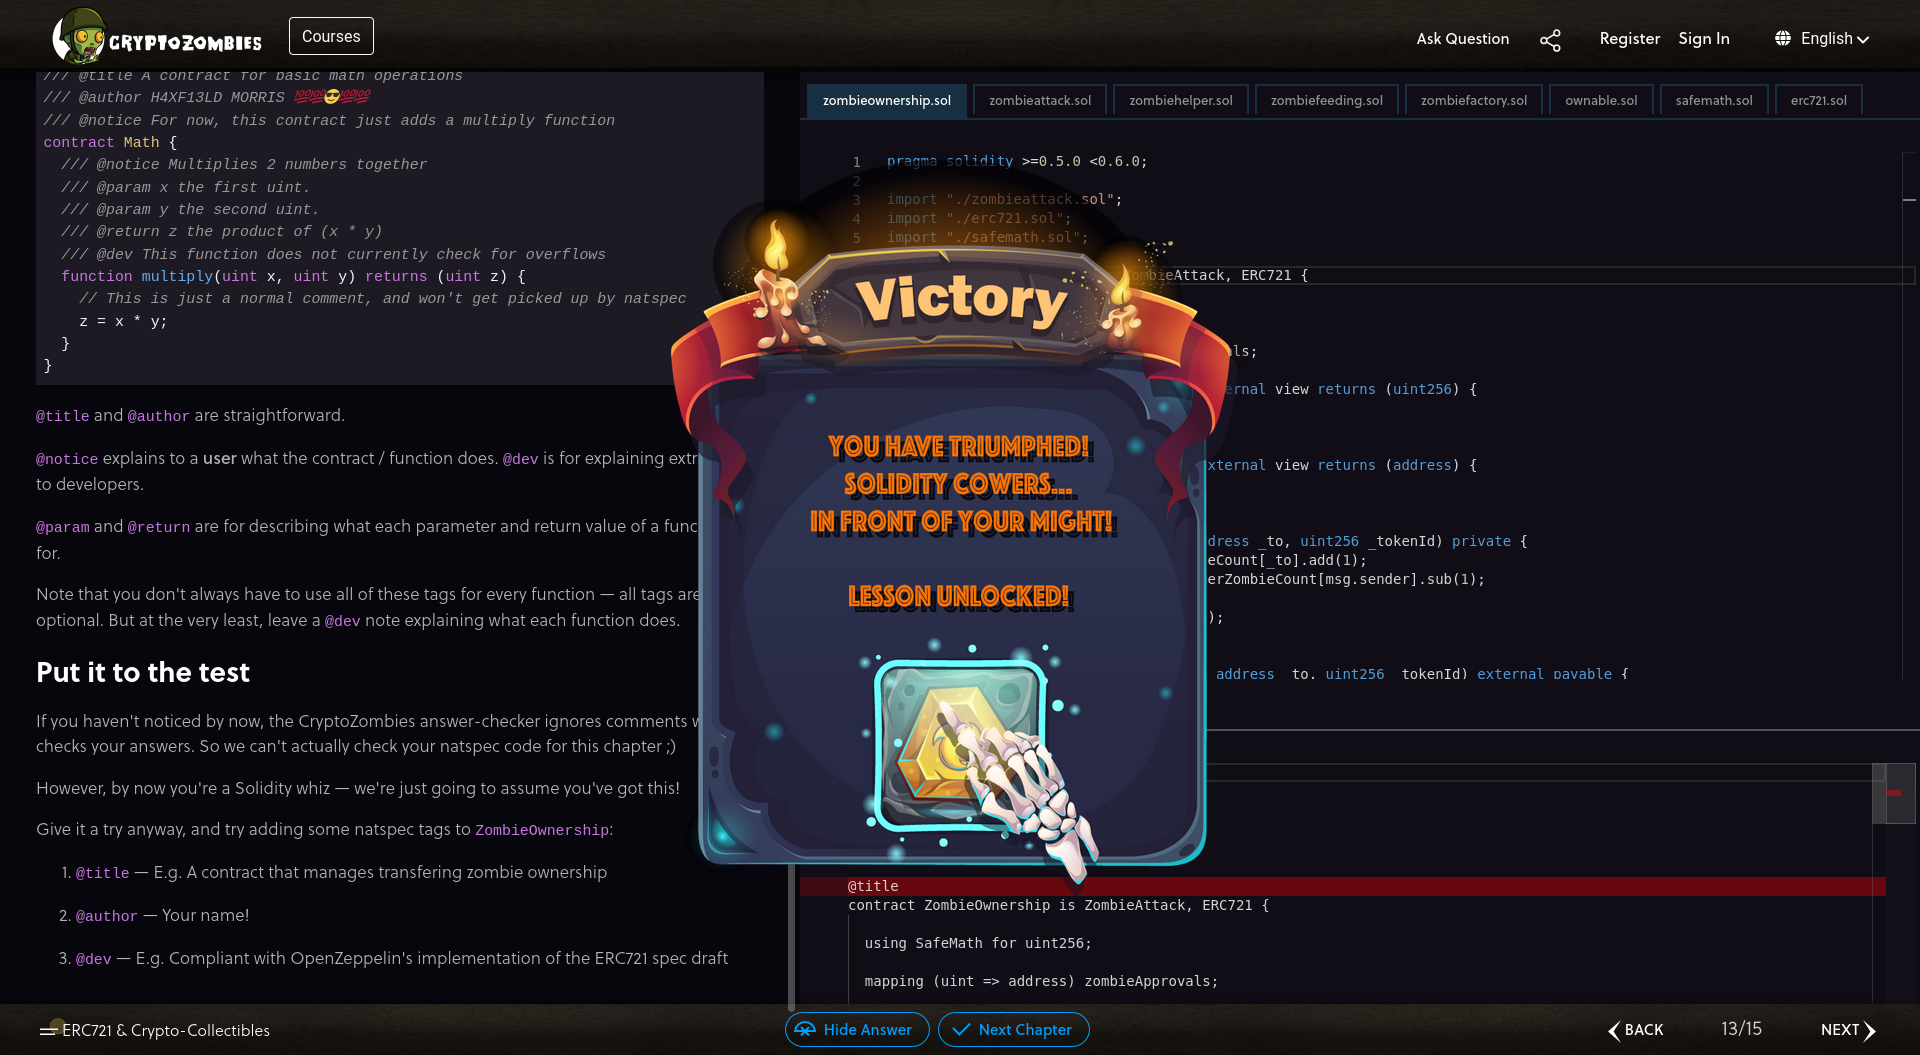 CRYPTOZOMBIES
Courses
Ask Question
Register
Sign In
English
/// @title A contract for basic math operations
/// @author H4XF13LD MORRIS 💯💯😎💯💯
/// @notice For now, this contract just adds a multiply function
contract Math {
/// @notice Multiplies 2 numbers together
/// @param x the first uint.
/// @param y the second uint.
/// @return z the product of (x * y)
/// @dev This function does not currently check for overflows
function multiply(uint x, uint y) returns (uint z) {
// This is just a normal comment, and won't get picked up by natspec
z = x * y;
}
}
@title and @author are straightforward.
@notice explains to a user what the contract / function does. @dev is for explaining extr
to developers.
@param and @return are for describing what each parameter and return value of a func
for.
Note that you don't always have to use all of these tags for every function — all tags are
optional. But at the very least, leave a @dev note explaining what each function does.
Put it to the test
If you haven't noticed by now, the CryptoZombies answer-checker ignores comments w
checks your answers. So we can't actually check your natspec code for this chapter ;)
However, by now you're a Solidity whiz — we're just going to assume you've got this!
Give it a try anyway, and try adding some natspec tags to ZombieOwnership:
1. @title — E.g. A contract that manages transfering zombie ownership
2. @author — Your name!
3. @dev — E.g. Compliant with OpenZeppelin's implementation of the ERC721 spec draft
zombieownership.sol
zombieattack.sol
zombiehelper.sol
zombiefeeding.sol
zombiefactory.sol
ownable.sol
safemath.sol
erc721.sol
1 pragma solidity >=0.5.0 <0.6.0;
2
3 import "./zombieattack.sol";
4 import "./erc721.sol";
5 import "./safemath.sol";
ombieAttack, ERC721 {
ls;
ernal view returns (uint256) {
xternal view returns (address) {
dress _to, uint256 _tokenId) private {
eCount[_to].add(1);
erZombieCount[msg.sender].sub(1);
);
address _to, uint256 _tokenId) external payable {
Victory
YOU HAVE TRIUMPHED!
SOLIDITY COWERS...
IN FRONT OF YOUR MIGHT!
LESSON UNLOCKED!
@title
contract ZombieOwnership is ZombieAttack, ERC721 {
using SafeMath for uint256;
mapping (uint => address) zombieApprovals;
ERC721 & Crypto-Collectibles
Hide Answer
Next Chapter
BACK
13/15
NEXT